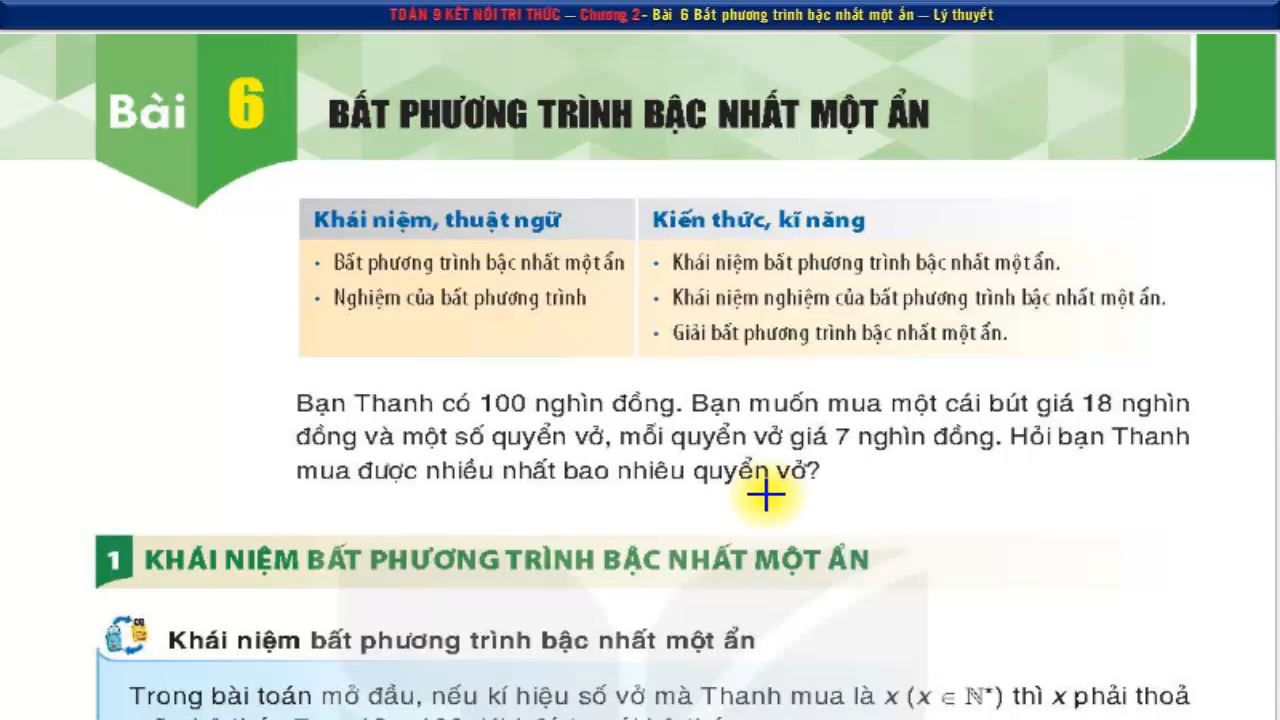 TOÁN 9 KẾT NỐI TRI THỨC – Chương 2- Bài 6 Bất phương trình bậc nhất một ẩn – Lý thuyết
Bài 6
BẤT PHƯƠNG TRÌNH BẬC NHẤT MỘT ẨN
Khái niệm, thuật ngữ
• Bất phương trình bậc nhất một ẩn
• Nghiệm của bất phương trình
Kiến thức, kĩ năng
• Khái niệm bất phương trình bậc nhất một ẩn.
• Khái niệm nghiệm của bất phương trình bậc nhất một ẩn.
• Giải bất phương trình bậc nhất một ẩn.
Bạn Thanh có 100 nghìn đồng. Bạn muốn mua một cái bút giá 18 nghìn
đồng và một số quyển vở, mỗi quyển vở giá 7 nghìn đồng. Hỏi bạn Thanh
mua được nhiều nhất bao nhiêu quyển vở?
1 KHÁI NIỆM BẤT PHƯƠNG TRÌNH BẬC NHẤT MỘT ẨN
Khái niệm bất phương trình bậc nhất một ẩn
Trong bài toán mở đầu, nếu kí hiệu số vở mà Thanh mua là x (x ∈ ℕ*) thì x phải thoả